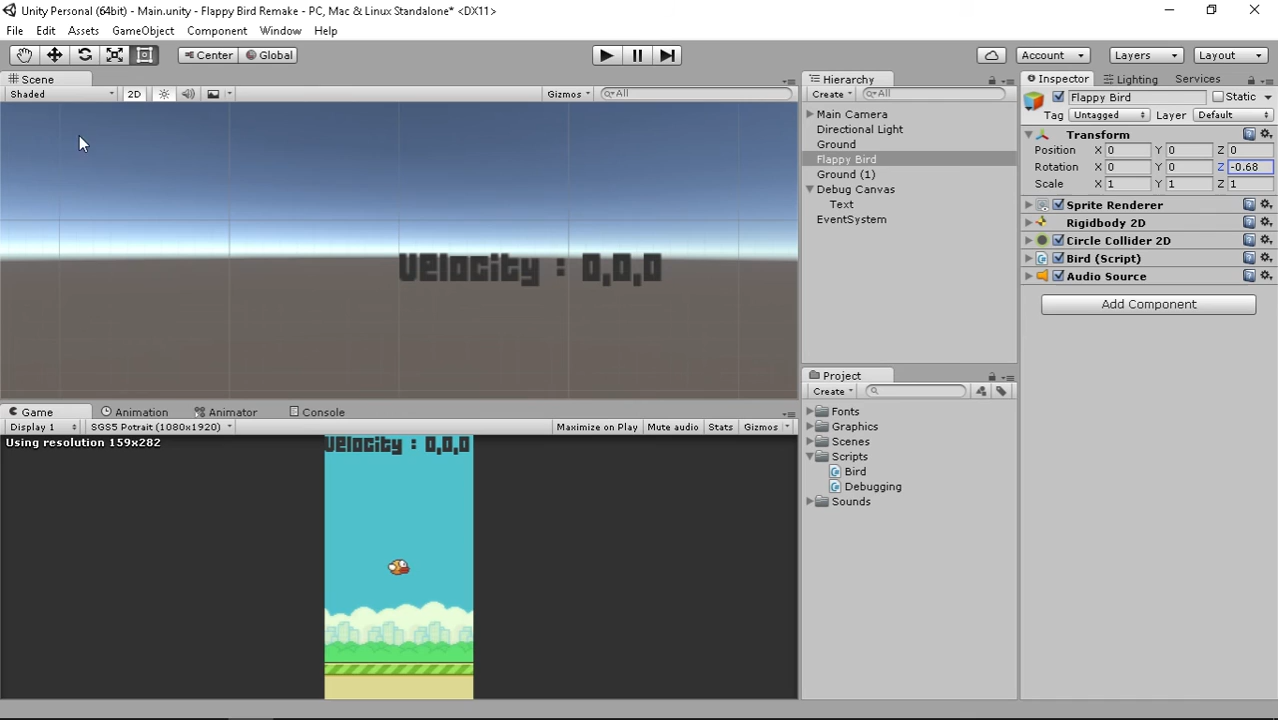 Unity Personal (64bit) - Main.unity - Flappy Bird Remake - PC, Mac & Linux Standalone* <DX11>
File Edit Assets GameObject Component Window Help
Center Global Account Layers Layout
Scene
Shaded 2D Gizmos All
Velocity : 0,0,0
Game Animation Animator Console
Display 1 SGS5 Potrait (1080x1920) Maximize on Play Mute audio Stats Gizmos
Using resolution 159x282
Velocity : 0,0,0
Hierarchy
Create All
Main Camera
Directional Light
Ground
Flappy Bird
Ground (1)
Debug Canvas
Text
EventSystem
Project
Create
Fonts
Graphics
Scenes
Scripts
Bird
Debugging
Sounds
Inspector Lighting Services
Flappy Bird Static
Tag Untagged Layer Default
Transform
Position X 0 Y 0 Z 0
Rotation X 0 Y 0 Z -0.68
Scale X 1 Y 1 Z 1
Sprite Renderer
Rigidbody 2D
Circle Collider 2D
Bird (Script)
Audio Source
Add Component